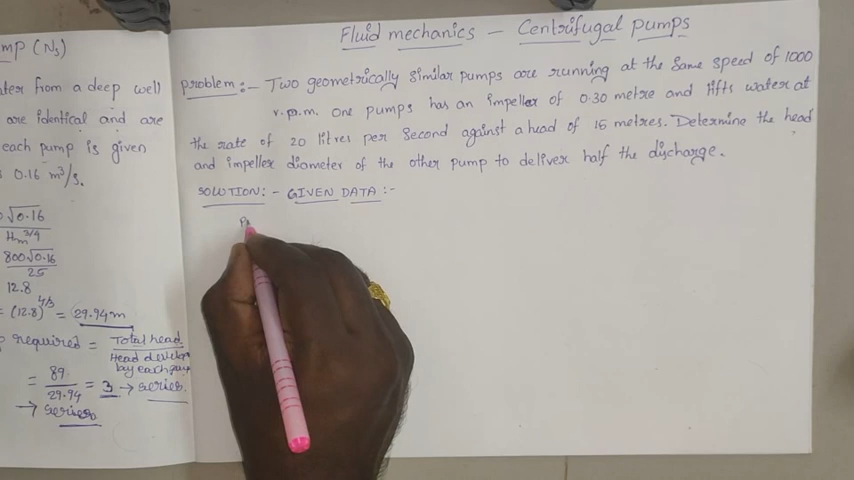 Fluid mechanics - Centrifugal pumps
problem:- Two geometrically similar pumps are running at the same speed of 1000
r.p.m. One pumps has an impeller of 0.30 metre and lifts water at
the rate of 20 litres per second against a head of 15 metres. Determine the head
and impeller diameter of the other pump to deliver half the discharge.
SOLUTION:- GIVEN DATA:-
(Ns)
from a deep well
are identical and are
each pump is given
0.16 m³/s.
√0.16
Hm^3/4
800√0.16
25
12.8
= (12.8)^4/3 = 29.94m
required = Total head
Head
by each
= 89
29.94
= 3 → series.
→ series